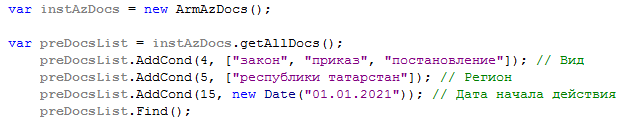 var instAzDocs = new ArmAzDocs();
var preDocsList = instAzDocs.getAllDocs();
preDocsList.AddCond(4, ["закон", "приказ", "постановление"]); // Вид
preDocsList.AddCond(5, ["республики татарстан"]); // Регион
preDocsList.AddCond(15, new Date("01.01.2021")); // Дата начала действия
preDocsList.Find();